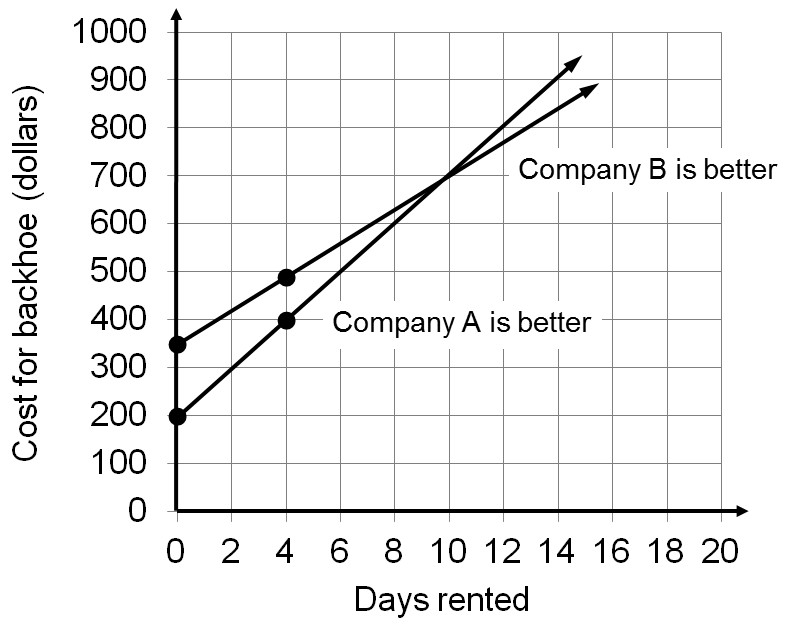 Cost for backhoe (dollars)
1000
900
800
700
600
500
400
300
200
100
0
Company B is better
Company A is better
0 2 4 6 8 10 12 14 16 18 20
Days rented